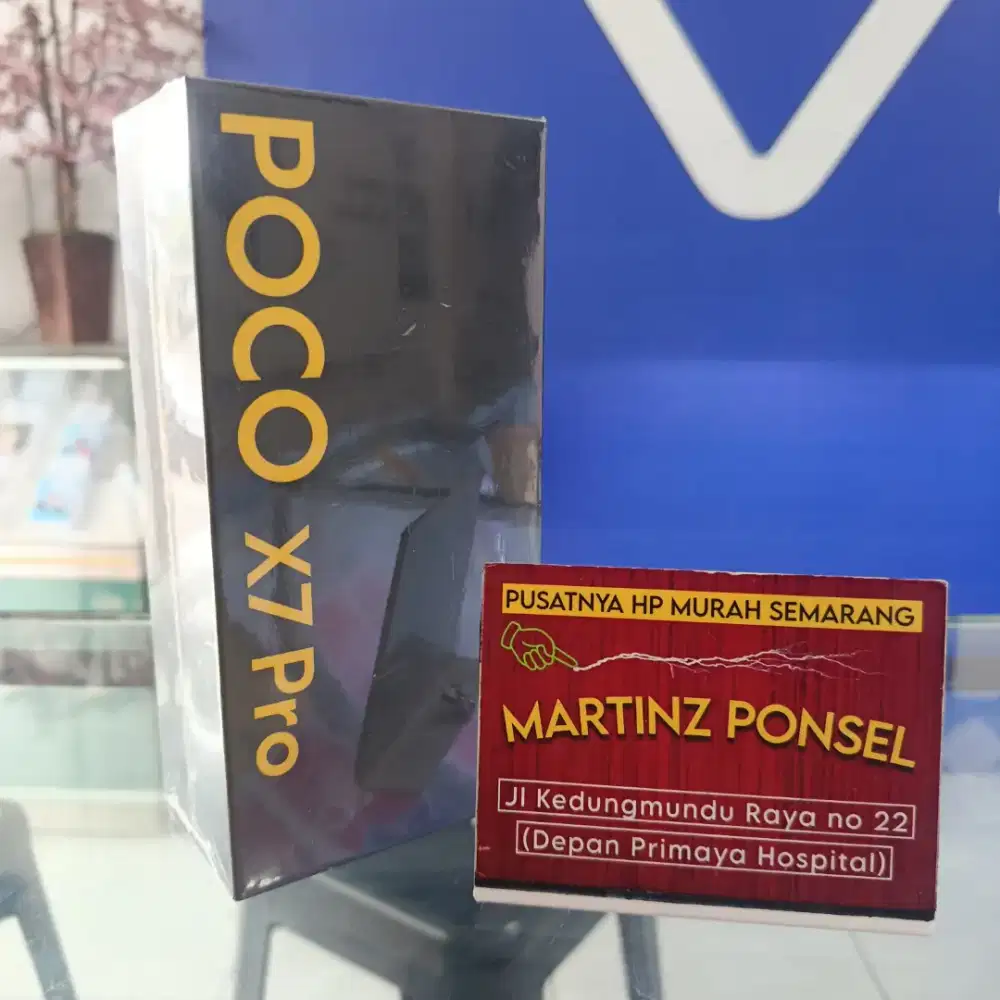 POCO X7 Pro
PUSATNYA HP MURAH SEMARANG
MARTINZ PONSEL
Jl Kedungmundu Raya no 22
(Depan Primaya Hospital)